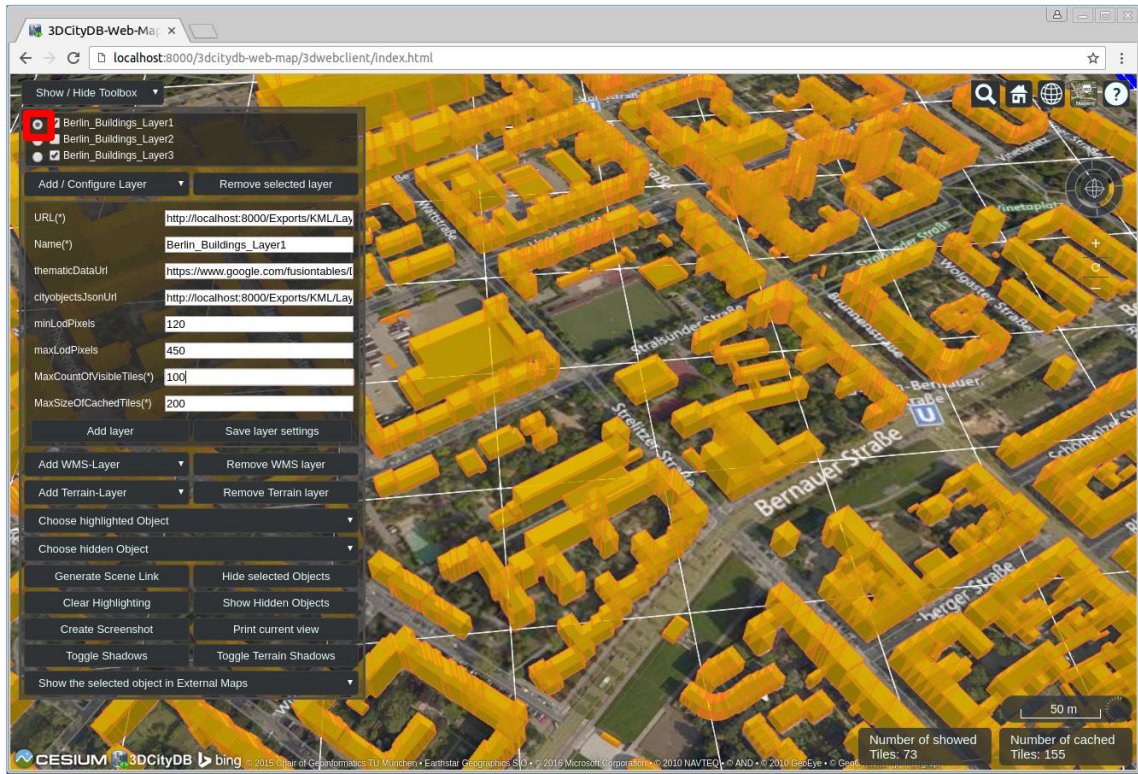 3DCityDB-Web-Map
localhost:8000/3dcitydb-web-map/3dwebclient/index.html
Show / Hide Toolbox
Berlin_Buildings_Layer1
Berlin_Buildings_Layer2
Berlin_Buildings_Layer3
Add / Configure Layer
Remove selected layer
URL(*)
http://localhost:8000/Exports/KML/Lay
Name(*)
Berlin_Buildings_Layer1
thematicDataUrl
https://www.google.com/fusiontables/D
cityobjectsJsonUrl
http://localhost:8000/Exports/KML/Lay
minLodPixels
120
maxLodPixels
450
MaxCountOfVisibleTiles(*)
100
MaxSizeOfCachedTiles(*)
200
Add layer
Save layer settings
Add WMS-Layer
Remove WMS layer
Add Terrain-Layer
Remove Terrain layer
Choose highlighted Object
Choose hidden Object
Generate Scene Link
Hide selected Objects
Clear Highlighting
Show Hidden Objects
Create Screenshot
Print current view
Toggle Shadows
Toggle Terrain Shadows
Show the selected object in External Maps
Wattstraße
Vinetaplatz
Wolgaster Straße
Brunnenstraße
Stralsunder Straße
Strelitzer Straße
U
Bernauer Straße
50 m
Number of showed
Tiles: 73
Number of cached
Tiles: 155
CESIUM
3DCityDB
bing
© 2015 Chair of Geoinformatics TU München • Earthstar Geographics SIO • © 2016 Microsoft Corporation • © 2010 NAVTEQ • © AND • © 2010 GeoEye